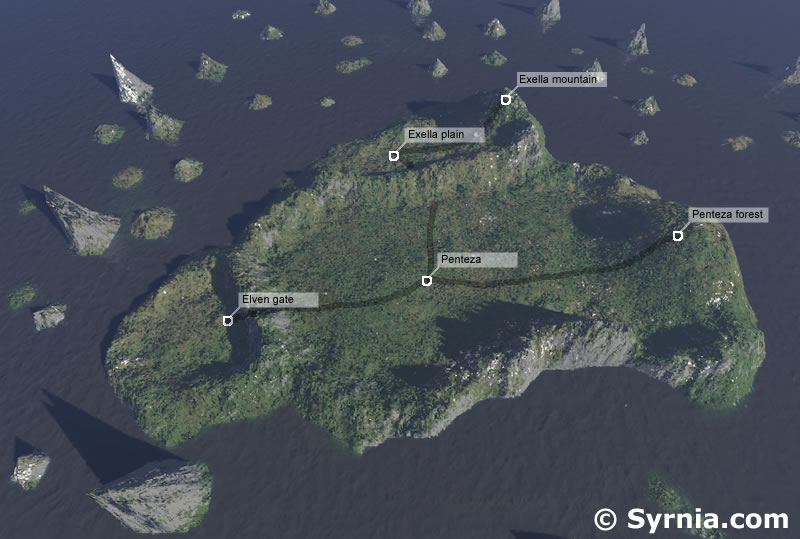 Exella mountain
Exella plain
Penteza forest
Penteza
Elven gate
© Syrnia.com